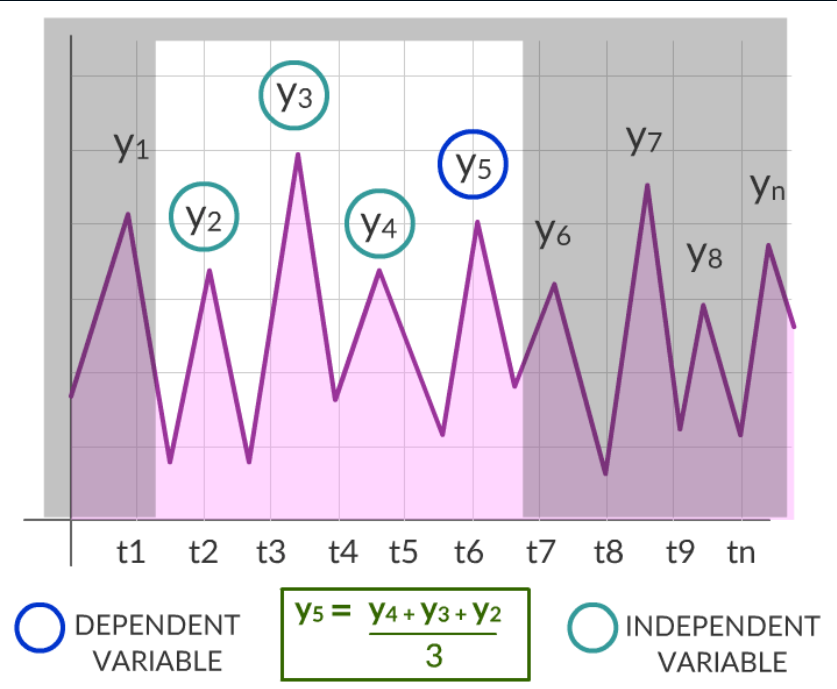 y3
y1
y7
y5
yn
y2
y4
y6
y8
t1 t2 t3 t4 t5 t6 t7 t8 t9 tn
DEPENDENT
VARIABLE
y5 = y4 + y3 + y2
3
INDEPENDENT
VARIABLE